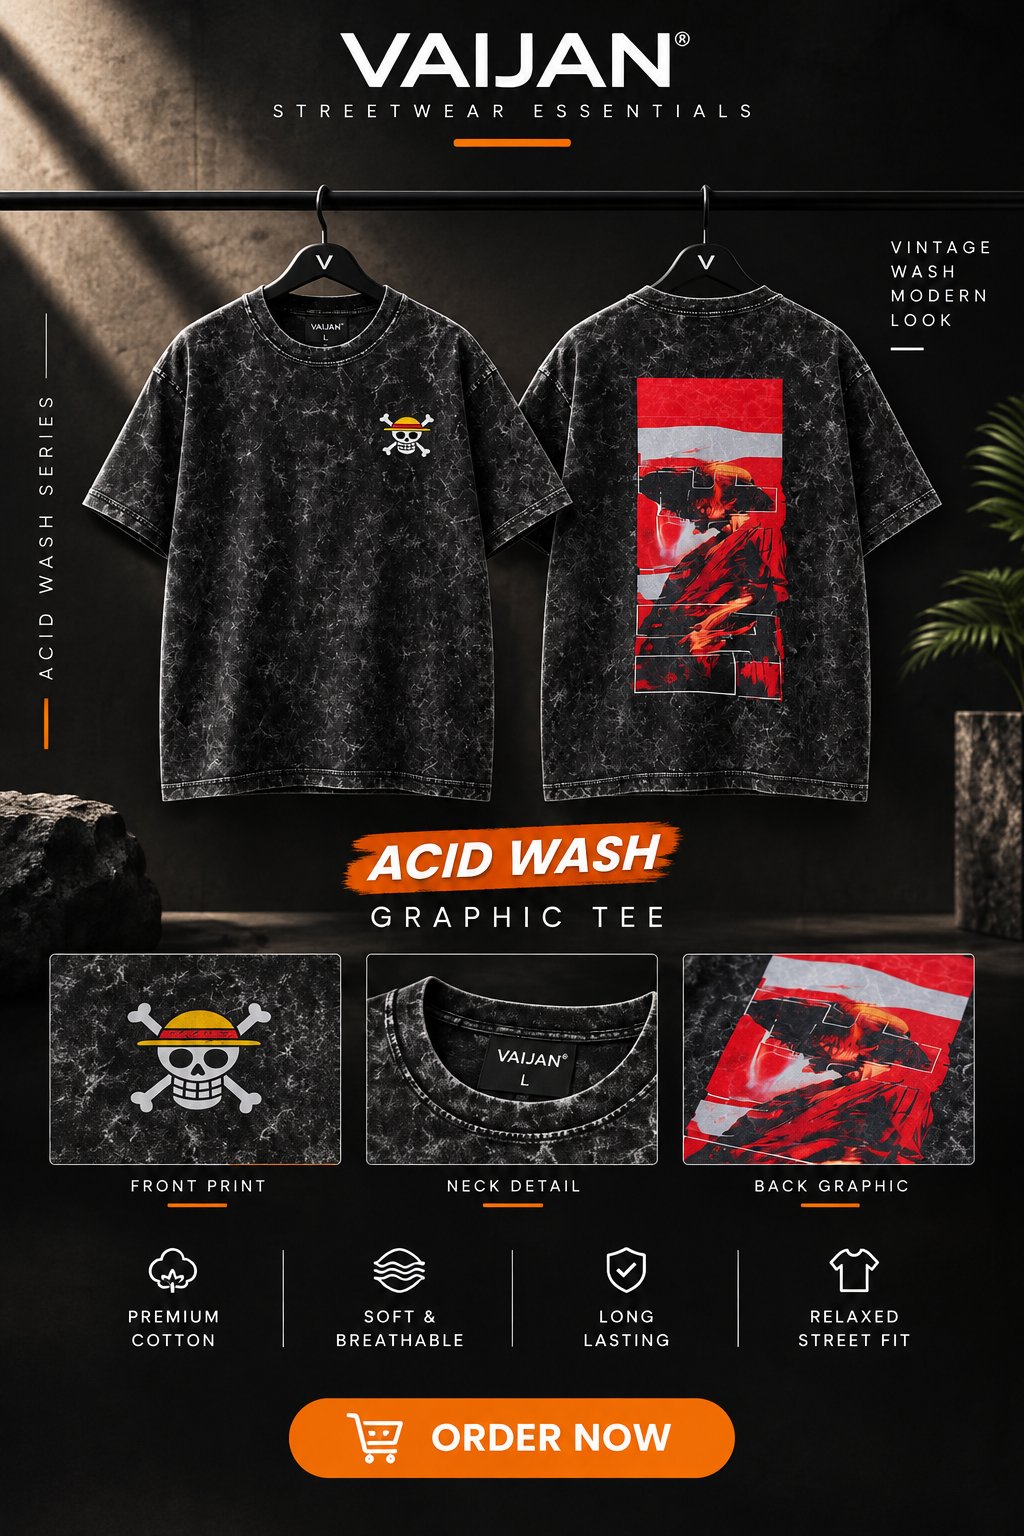 VAIJAN®
STREETWEAR ESSENTIALS
V
V
VINTAGE
WASH
MODERN
LOOK
VAIJAN®
L
ACID WASH SERIES
ACID WASH
GRAPHIC TEE
VAIJAN®
L
FRONT PRINT
NECK DETAIL
BACK GRAPHIC
PREMIUM
COTTON
SOFT &
BREATHABLE
LONG
LASTING
RELAXED
STREET FIT
ORDER NOW